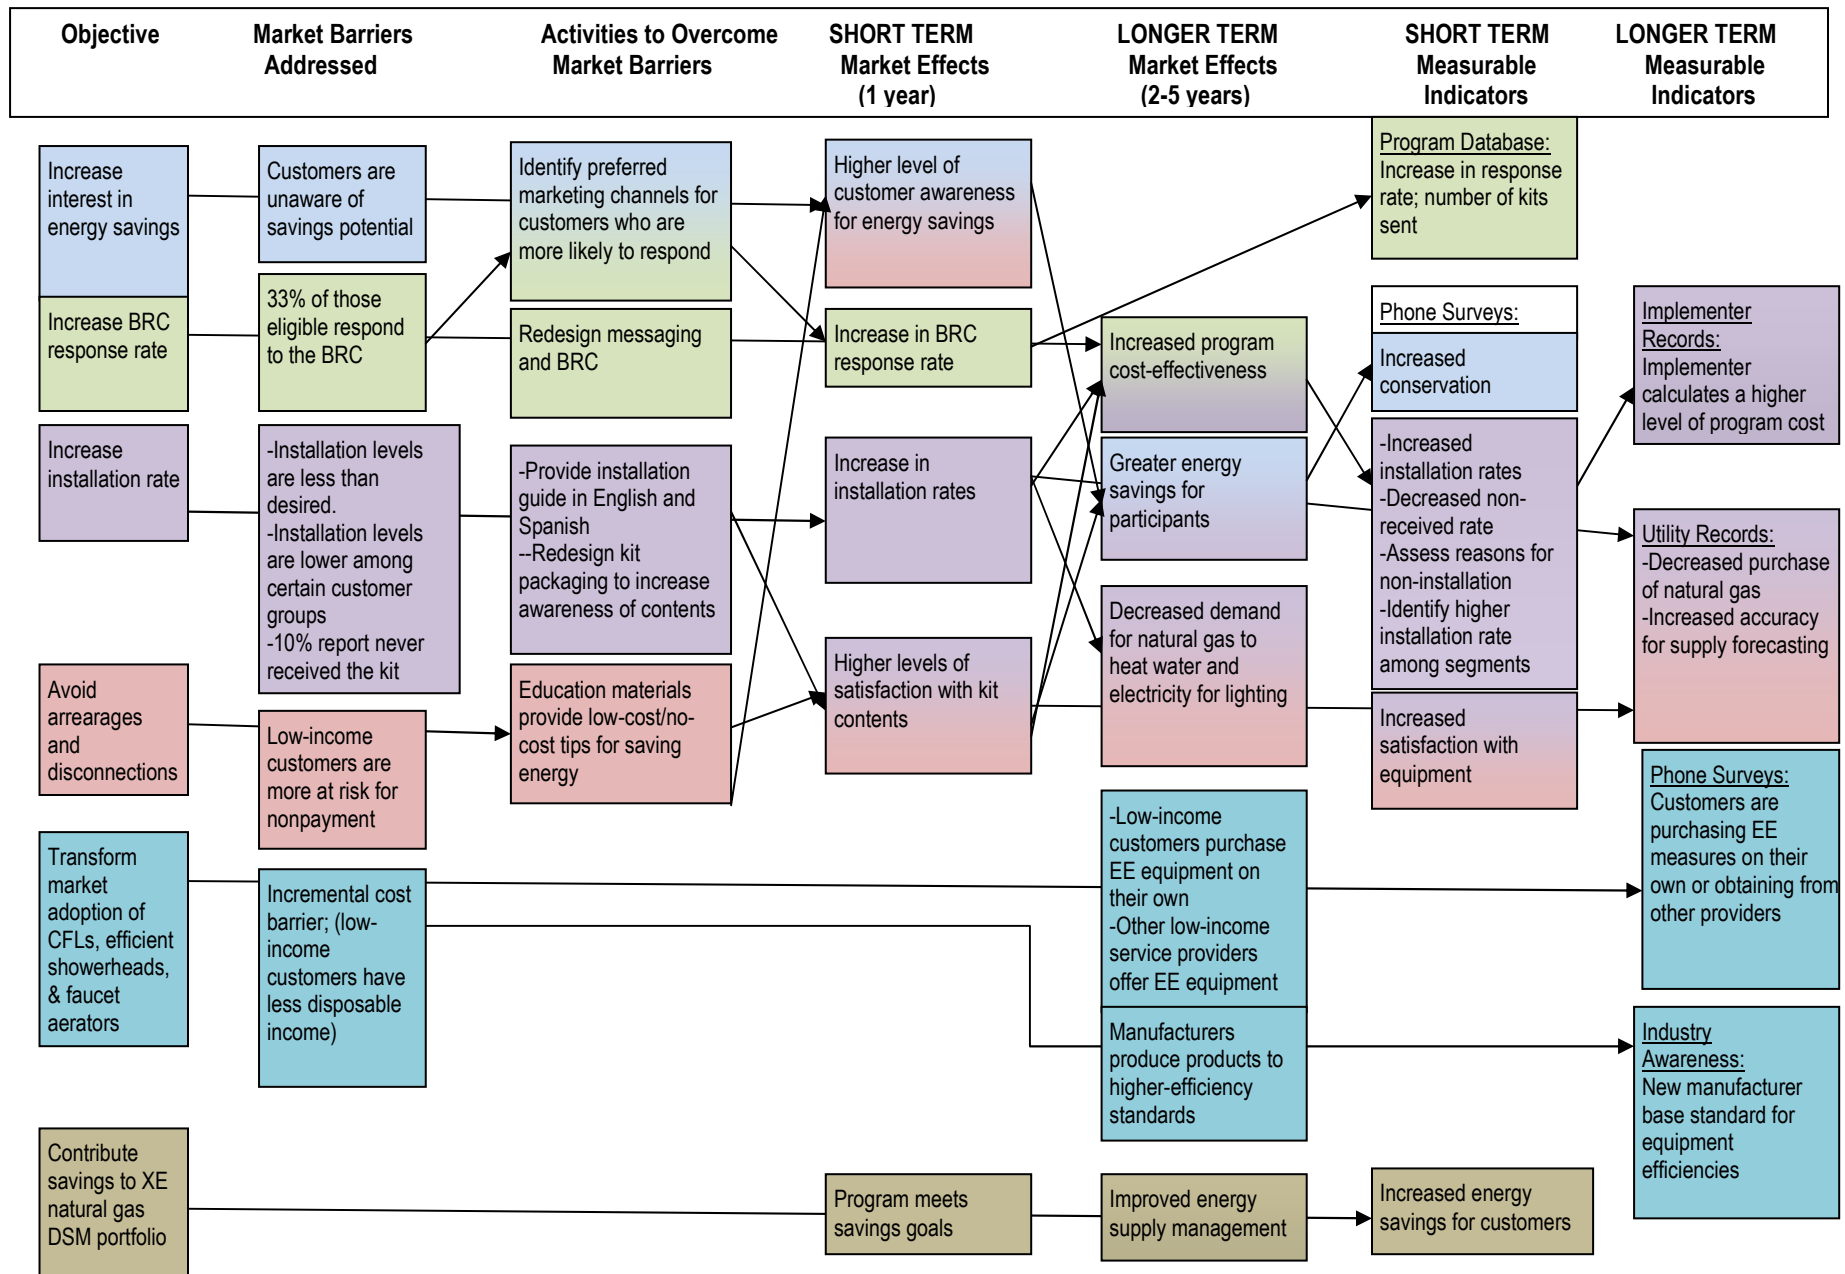 Objective
Market Barriers
Addressed
Activities to Overcome
Market Barriers
SHORT TERM
Market Effects
(1 year)
LONGER TERM
Market Effects
(2-5 years)
SHORT TERM
Measurable
Indicators
LONGER TERM
Measurable
Indicators
Increase
interest in
energy savings
Customers are
unaware of
savings potential
Identify preferred
marketing channels for
customers who are
more likely to respond
Higher level of
customer awareness
for energy savings
Program Database:
Increase in response
rate; number of kits
sent
Increase BRC
response rate
33% of those
eligible respond
to the BRC
Redesign messaging
and BRC
Increase in BRC
response rate
Increased program
cost-effectiveness
Phone Surveys:
Increased
conservation
Implementer
Records:
Implementer
calculates a higher
level of program cost
Increase
installation rate
-Installation levels
are less than
desired.
-Installation levels
are lower among
certain customer
groups
-10% report never
received the kit
-Provide installation
guide in English and
Spanish
--Redesign kit
packaging to increase
awareness of contents
Increase in
installation rates
Greater energy
savings for
participants
-Increased
installation rates
-Decreased non-
received rate
-Assess reasons for
non-installation
-Identify higher
installation rate
among segments
Utility Records:
-Decreased purchase
of natural gas
-Increased accuracy
for supply forecasting
Avoid
arrearages
and
disconnections
Low-income
customers are
more at risk for
nonpayment
Education materials
provide low-cost/no-
cost tips for saving
energy
Higher levels of
satisfaction with kit
contents
Decreased demand
for natural gas to
heat water and
electricity for lighting
Increased
satisfaction with
equipment
Phone Surveys:
Customers are
purchasing EE
measures on their
own or obtaining from
other providers
Transform
market
adoption of
CFLs, efficient
showerheads,
& faucet
aerators
Incremental cost
barrier; (low-
income
customers have
less disposable
income)
-Low-income
customers purchase
EE equipment on
their own
-Other low-income
service providers
offer EE equipment
Manufacturers
produce products to
higher-efficiency
standards
Industry
Awareness:
New manufacturer
base standard for
equipment
efficiencies
Contribute
savings to XE
natural gas
DSM portfolio
Program meets
savings goals
Improved energy
supply management
Increased energy
savings for customers